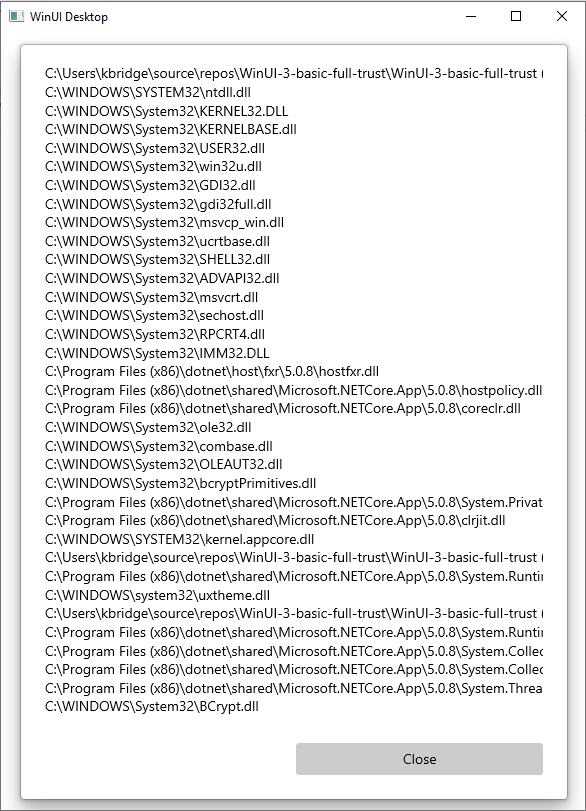 WinUI Desktop
C:\Users\kbridge\source\repos\WinUI-3-basic-full-trust\WinUI-3-basic-full-trust (
C:\WINDOWS\SYSTEM32\ntdll.dll
C:\WINDOWS\System32\KERNEL32.DLL
C:\WINDOWS\System32\KERNELBASE.dll
C:\WINDOWS\System32\USER32.dll
C:\WINDOWS\System32\win32u.dll
C:\WINDOWS\System32\GDI32.dll
C:\WINDOWS\System32\gdi32full.dll
C:\WINDOWS\System32\msvcp_win.dll
C:\WINDOWS\System32\ucrtbase.dll
C:\WINDOWS\System32\SHELL32.dll
C:\WINDOWS\System32\ADVAPI32.dll
C:\WINDOWS\System32\msvcrt.dll
C:\WINDOWS\System32\sechost.dll
C:\WINDOWS\System32\RPCRT4.dll
C:\WINDOWS\System32\IMM32.DLL
C:\Program Files (x86)\dotnet\host\fxr\5.0.8\hostfxr.dll
C:\Program Files (x86)\dotnet\shared\Microsoft.NETCore.App\5.0.8\hostpolicy.dll
C:\Program Files (x86)\dotnet\shared\Microsoft.NETCore.App\5.0.8\coreclr.dll
C:\WINDOWS\System32\ole32.dll
C:\WINDOWS\System32\combase.dll
C:\WINDOWS\System32\OLEAUT32.dll
C:\WINDOWS\System32\bcryptPrimitives.dll
C:\Program Files (x86)\dotnet\shared\Microsoft.NETCore.App\5.0.8\System.Privat
C:\Program Files (x86)\dotnet\shared\Microsoft.NETCore.App\5.0.8\clrjit.dll
C:\WINDOWS\SYSTEM32\kernel.appcore.dll
C:\Users\kbridge\source\repos\WinUI-3-basic-full-trust\WinUI-3-basic-full-trust (
C:\Program Files (x86)\dotnet\shared\Microsoft.NETCore.App\5.0.8\System.Runtin
C:\WINDOWS\system32\uxtheme.dll
C:\Users\kbridge\source\repos\WinUI-3-basic-full-trust\WinUI-3-basic-full-trust (
C:\Program Files (x86)\dotnet\shared\Microsoft.NETCore.App\5.0.8\System.Runtin
C:\Program Files (x86)\dotnet\shared\Microsoft.NETCore.App\5.0.8\System.Collec
C:\Program Files (x86)\dotnet\shared\Microsoft.NETCore.App\5.0.8\System.Collec
C:\Program Files (x86)\dotnet\shared\Microsoft.NETCore.App\5.0.8\System.Threa
C:\WINDOWS\System32\BCrypt.dll
Close